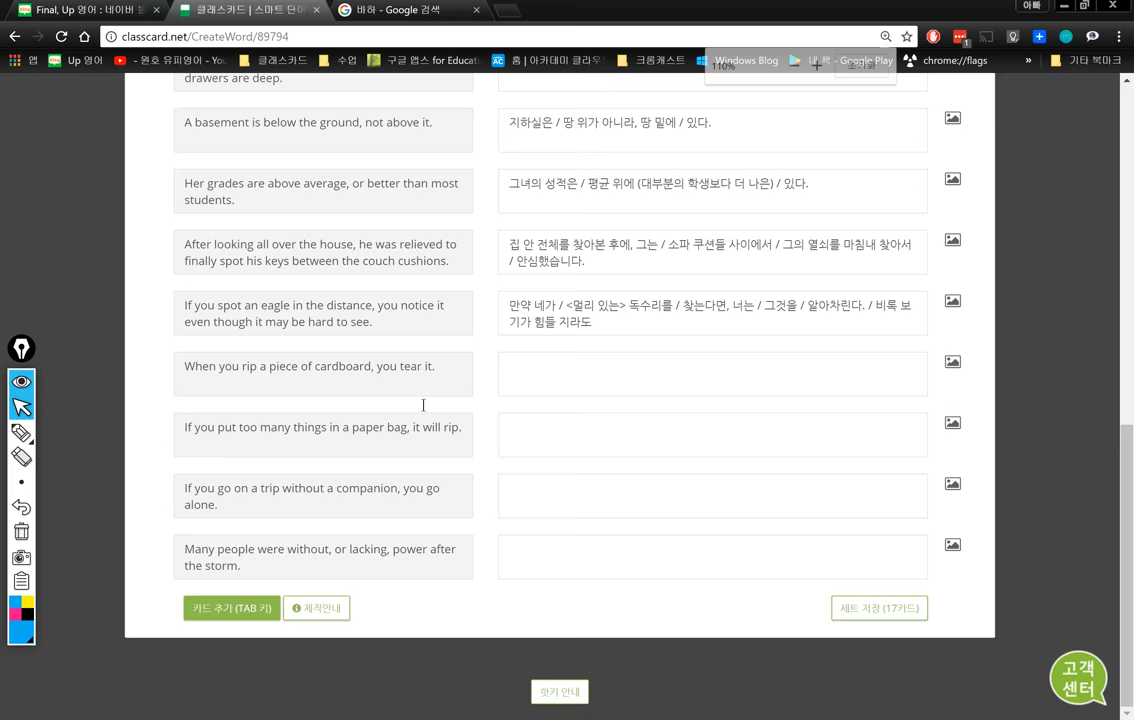 Final, Up 영어 : 네이버 블
클래스카드 | 스마트 단어
바하 - Google 검색
아빠
classcard.net/CreateWord/89794
앱
Up 영어
- 원호 유피영어 - You
클래스카드
수업
구글 앱스 for Educati
홈 | 아카데미 클라우
크롬캐스트
Windows Blog
내 책 - Google Play
chrome://flags
»
기타 북마크
110%
drawers are deep.
A basement is below the ground, not above it.
지하실은 / 땅 위가 아니라, 땅 밑에 / 있다.
Her grades are above average, or better than most
students.
그녀의 성적은 / 평균 위에 (대부분의 학생보다 더 나은) / 있다.
After looking all over the house, he was relieved to
finally spot his keys between the couch cushions.
집 안 전체를 찾아본 후에, 그는 / 소파 쿠션들 사이에서 / 그의 열쇠를 마침내 찾아서
/ 안심했습니다.
If you spot an eagle in the distance, you notice it
even though it may be hard to see.
만약 네가 / <멀리 있는> 독수리를 / 찾는다면, 너는 / 그것을 / 알아차린다. / 비록 보
기가 힘들 지라도
When you rip a piece of cardboard, you tear it.
If you put too many things in a paper bag, it will rip.
If you go on a trip without a companion, you go
alone.
Many people were without, or lacking, power after
the storm.
카드 추가 (TAB 키)
제작안내
세트 저장 (17카드)
핫키 안내
고객
센터